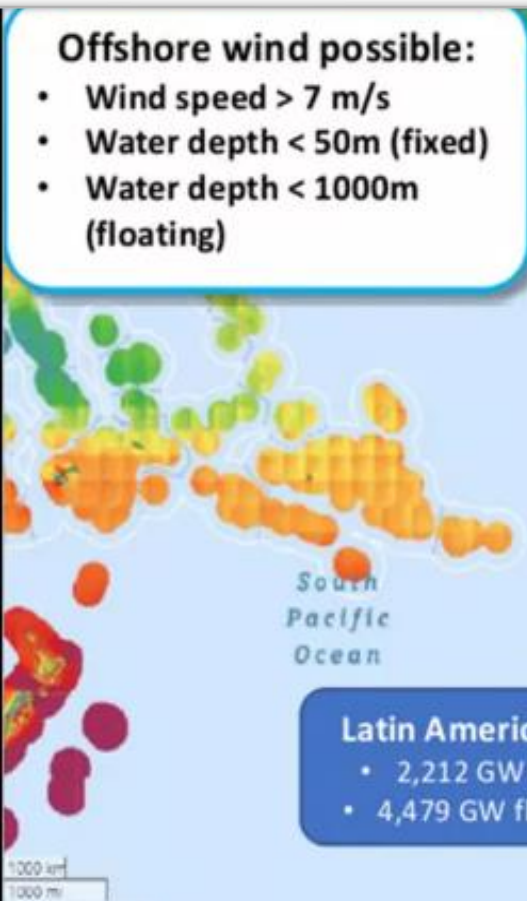 Offshore wind possible:
• Wind speed > 7 m/s
• Water depth < 50m (fixed)
• Water depth < 1000m
(floating)
South
Pacific
Ocean
Latin Americ
• 2,212 GW
• 4,479 GW f
1000 km
1000 mi